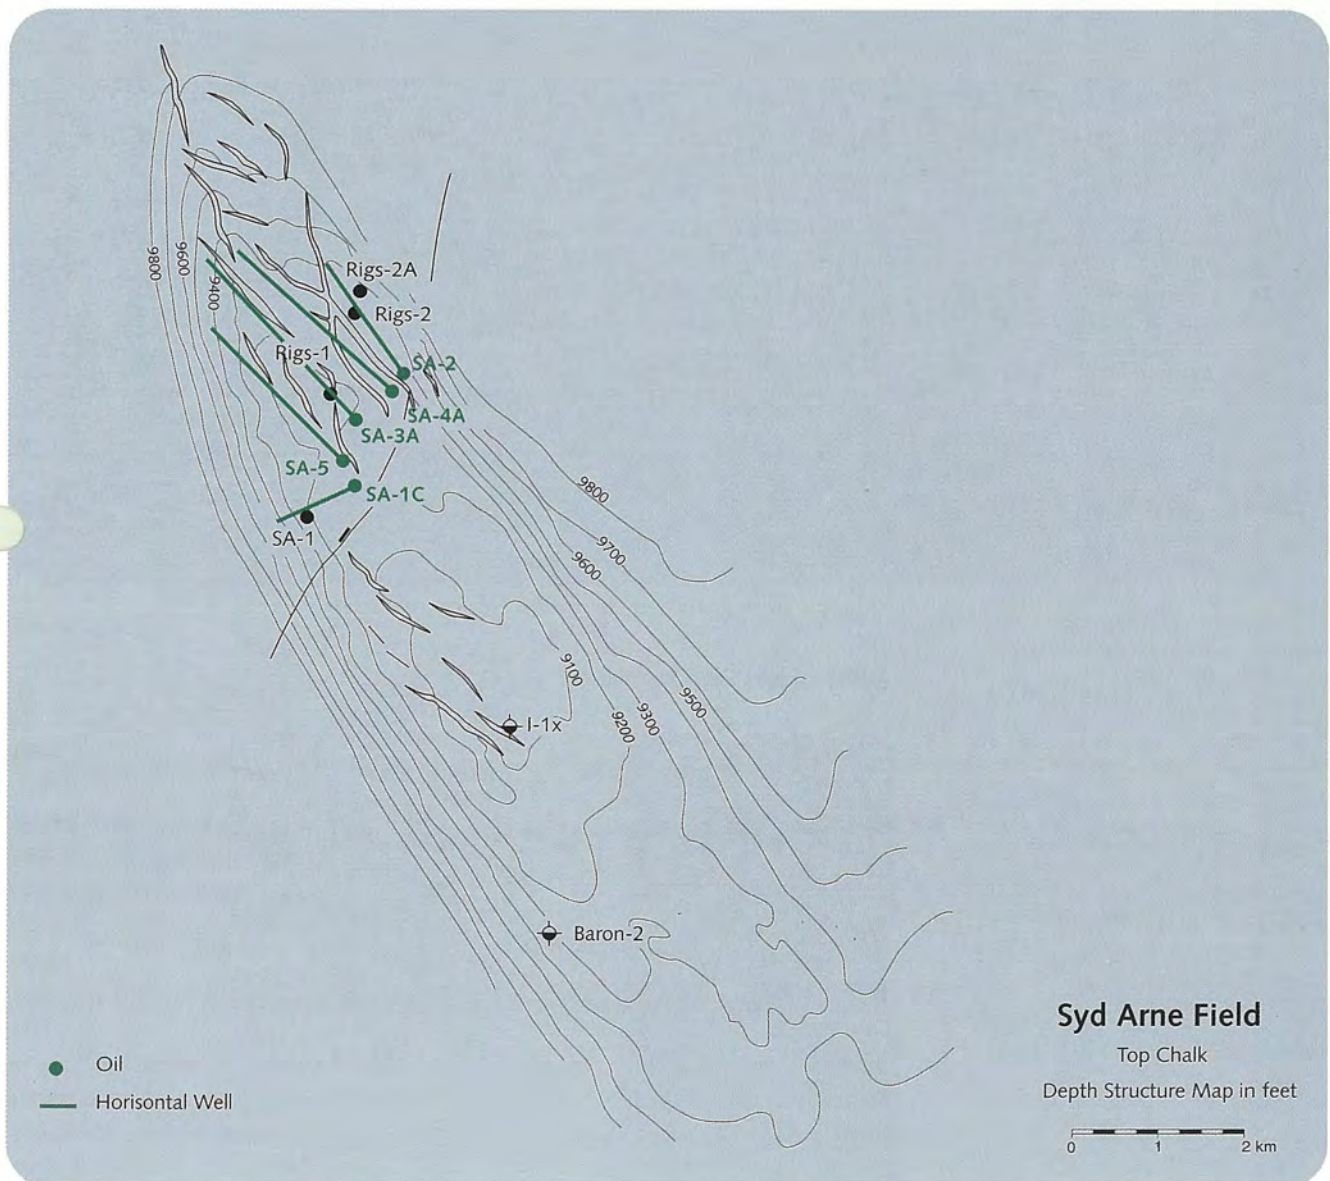 9800
9600
9400
Rigs-2A
Rigs-2
Rigs-1
SA-2
SA-4A
SA-3A
SA-5
SA-1C
SA-1
9800
9700
9600
9100
9500
9300
9200
I-1x
Baron-2
Oil
Horisontal Well
Syd Arne Field
Top Chalk
Depth Structure Map in feet
0 1 2 km